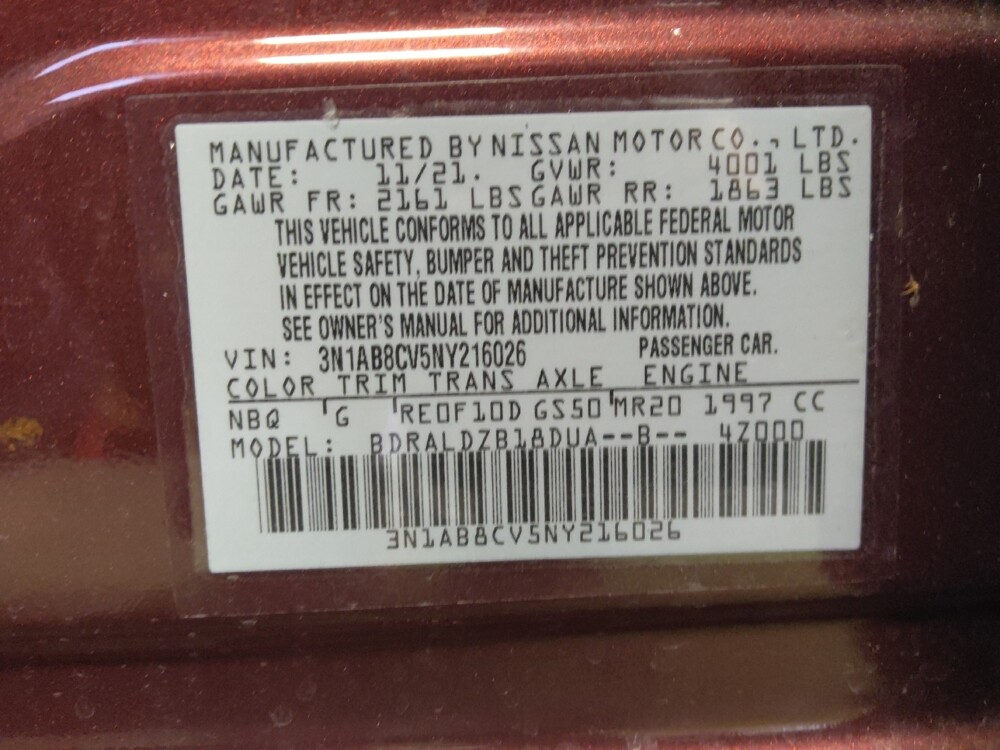 MANUFACTURED BY NISSAN MOTOR CO., LTD.
DATE: 11/21. GVWR: 4001 LBS
GAWR FR: 2161 LBS GAWR RR: 1863 LBS
THIS VEHICLE CONFORMS TO ALL APPLICABLE FEDERAL MOTOR
VEHICLE SAFETY, BUMPER AND THEFT PREVENTION STANDARDS
IN EFFECT ON THE DATE OF MANUFACTURE SHOWN ABOVE.
SEE OWNER'S MANUAL FOR ADDITIONAL INFORMATION.
VIN: 3N1AB8CV5NY216026 PASSENGER CAR.
COLOR TRIM TRANS AXLE ENGINE
NBQ G RE0F10D GS50 MR20 1997 CC
MODEL: BDRALDZB18DUA--B-- 4Z000
3N1AB8CV5NY216026